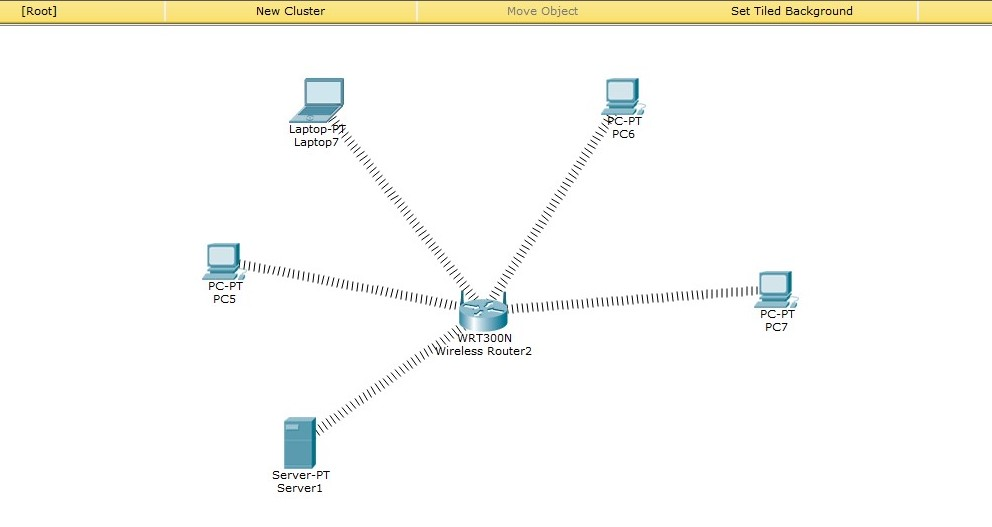 [Root]
New Cluster
Move Object
Set Tiled Background
Laptop-PT
Laptop7
PC-PT
PC6
PC-PT
PC5
PC-PT
PC7
WRT300N
Wireless Router2
Server-PT
Server1